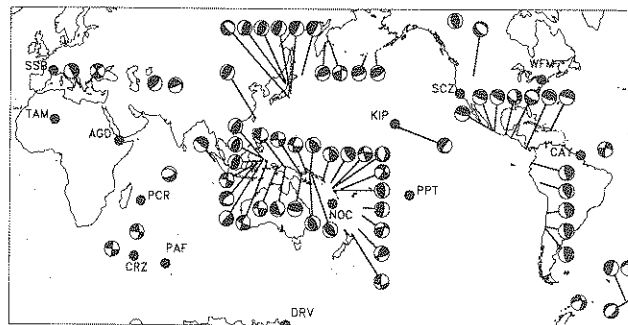 SSB
WFM
SCZ
TAM
KIP
AGD
CAY
PCR
PPT
NOC
CRZ
PAF
DRV